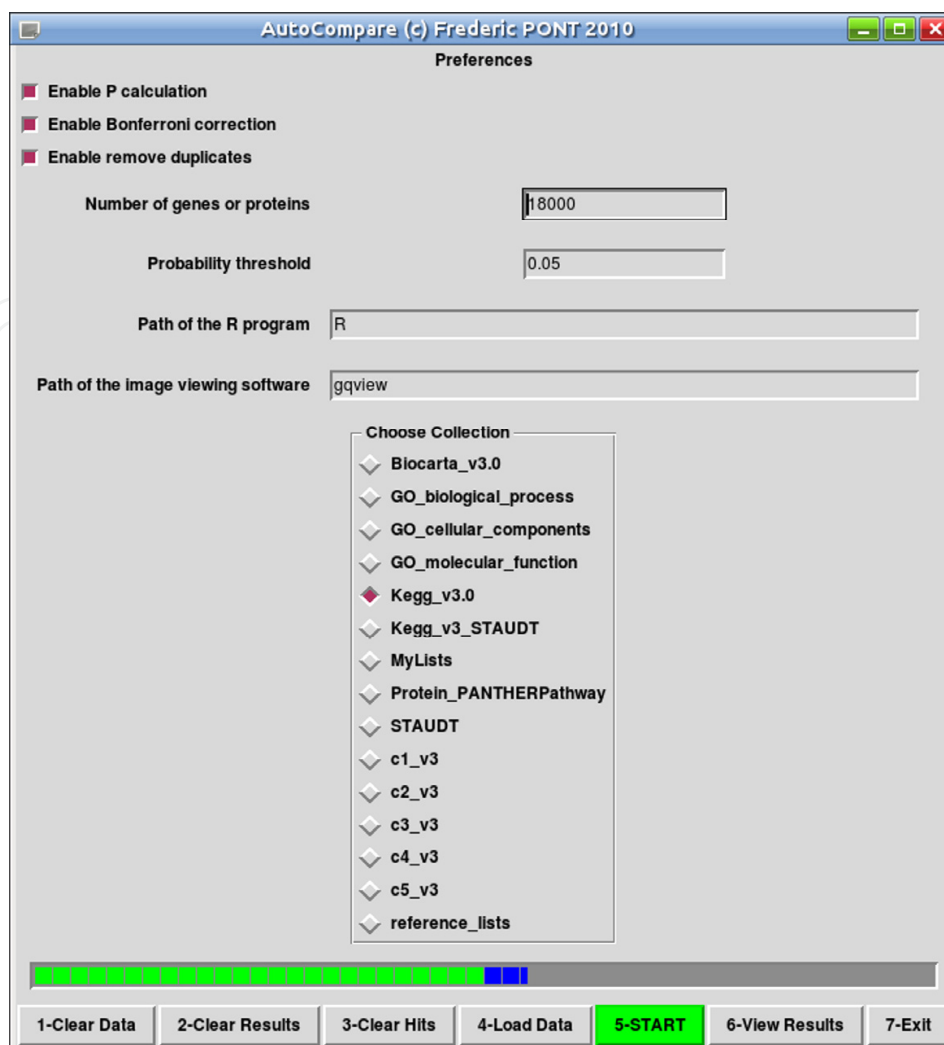 AutoCompare (c) Frederic PONT 2010
Preferences
Enable P calculation
Enable Bonferroni correction
Enable remove duplicates
Number of genes or proteins 18000
Probability threshold 0.05
Path of the R program R
Path of the image viewing software gqview
Choose Collection
Biocarta_v3.0
GO_biological_process
GO_cellular_components
GO_molecular_function
Kegg_v3.0
Kegg_v3_STAUDT
MyLists
Protein_PANTHERPathway
STAUDT
c1_v3
c2_v3
c3_v3
c4_v3
c5_v3
reference_lists
1-Clear Data 2-Clear Results 3-Clear Hits 4-Load Data 5-START 6-View Results 7-Exit